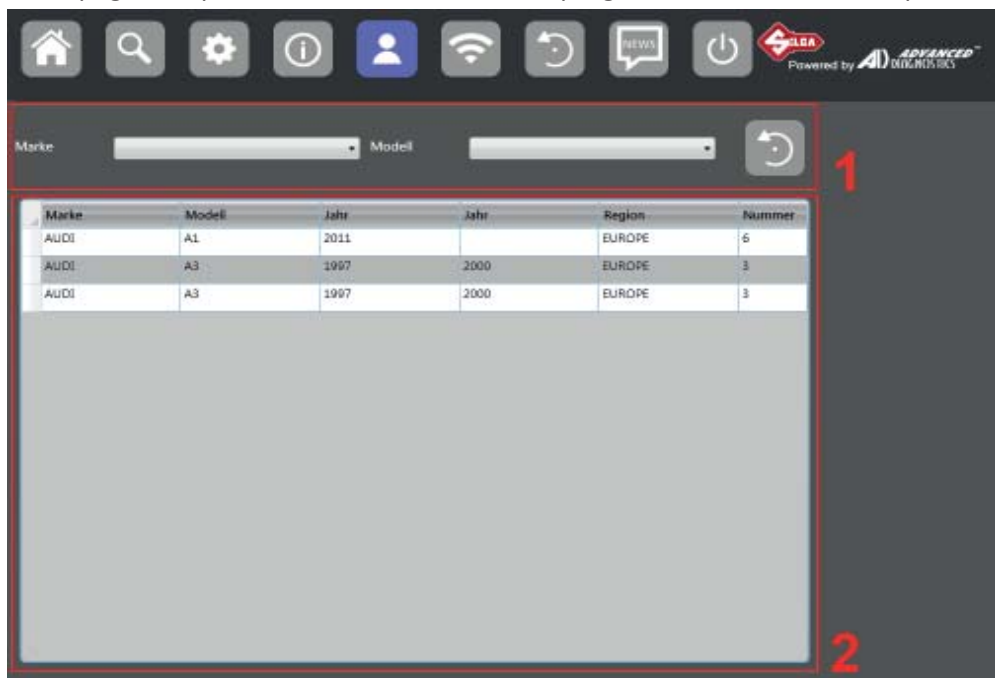 NEWS
SILCA
Powered by AD ADVANCED DIAGNOSTICS
Marke Modell
1
Marke Modell Jahr Jahr Region Nummer
AUDI A1 2011 EUROPE 6
AUDI A3 1997 2000 EUROPE 3
AUDI A3 1997 2000 EUROPE 3
2